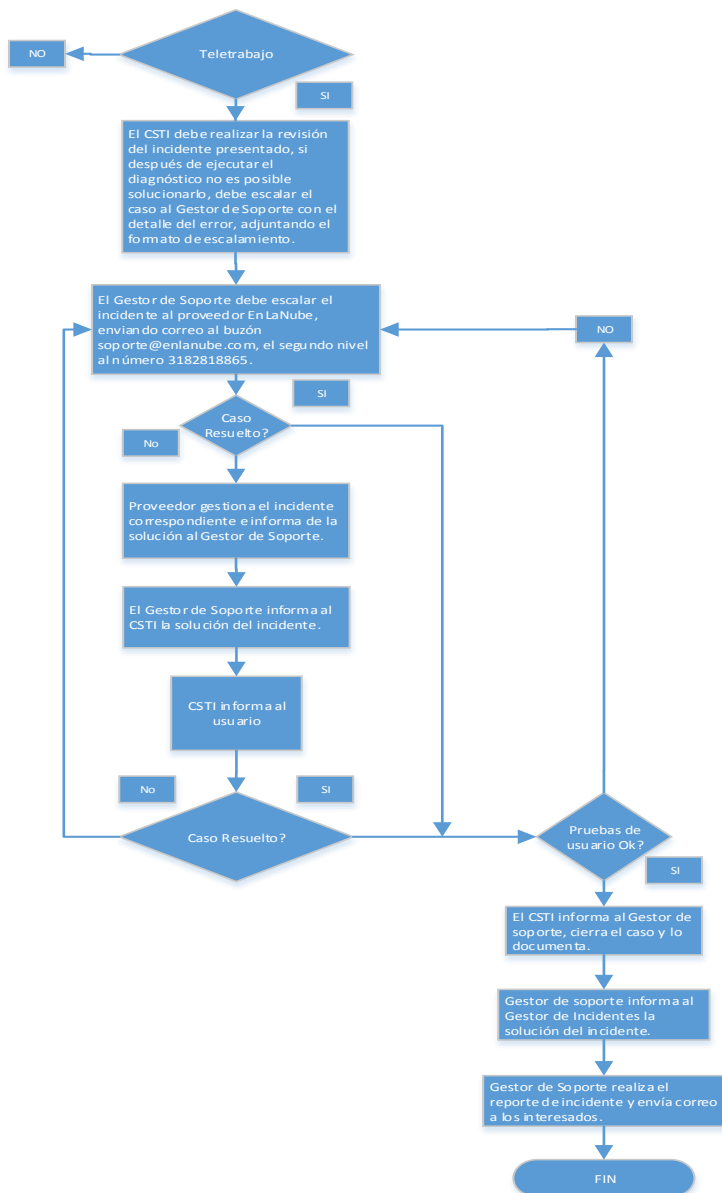 Teletrabajo
NO
SI
El CSTI debe realizar la revisión
del incidente presentado, si
después de ejecutar el
diagnóstico no es posible
solucionarlo, debe escalar el
caso al Gestor de Soporte con el
detalle del error, adjuntando el
formato de escalamiento.
El Gestor de Soporte debe escalar el
incidente al proveedor EnLaNube,
enviando correo al buzón
soporte@enlanube.com, el segundo nivel
al número 3182818865.
NO
SI
Caso
Resuelto?
No
Proveedor gestiona el incidente
correspondiente e informa de la
solución al Gestor de Soporte.
El Gestor de Soporte informa al
CSTI la solución del incidente.
CSTI informa al
usuario
No
SI
Caso Resuelto?
Pruebas de
usuario Ok?
SI
El CSTI informa al Gestor de
soporte, cierra el caso y lo
documenta.
Gestor de soporte informa al
Gestor de Incidentes la
solución del incidente.
Gestor de Soporte realiza el
reporte de incidente y envía correo
a los interesados.
FIN